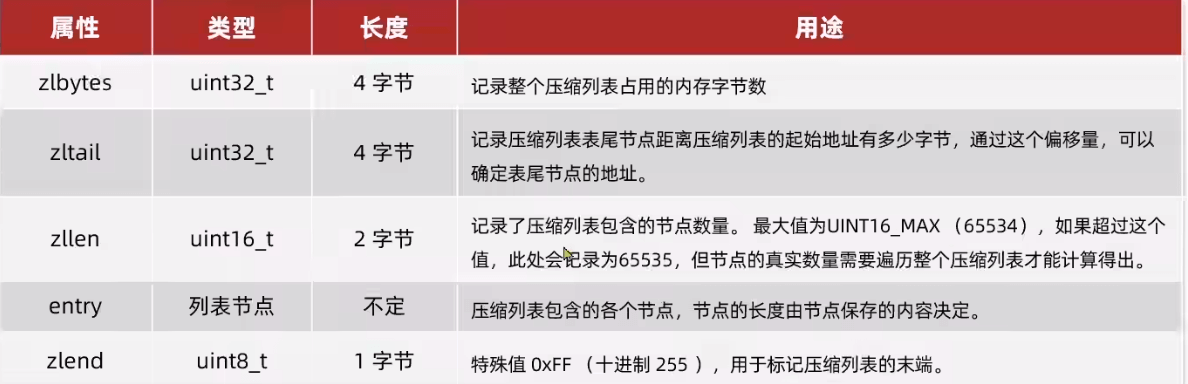 属性 类型 长度 用途
zlbytes uint32_t 4 字节 记录整个压缩列表占用的内存字节数
zltail uint32_t 4 字节 记录压缩列表表尾节点距离压缩列表的起始地址有多少字节，通过这个偏移量，可以
确定表尾节点的地址。
zllen uint16_t 2 字节 记录了压缩列表包含的节点数量。 最大值为UINT16_MAX （65534），如果超过这个
值，此处会记录为65535，但节点的真实数量需要遍历整个压缩列表才能计算得出。
entry 列表节点 不定 压缩列表包含的各个节点，节点的长度由节点保存的内容决定。
zlend uint8_t 1 字节 特殊值 0xFF （十进制 255 ），用于标记压缩列表的末端。